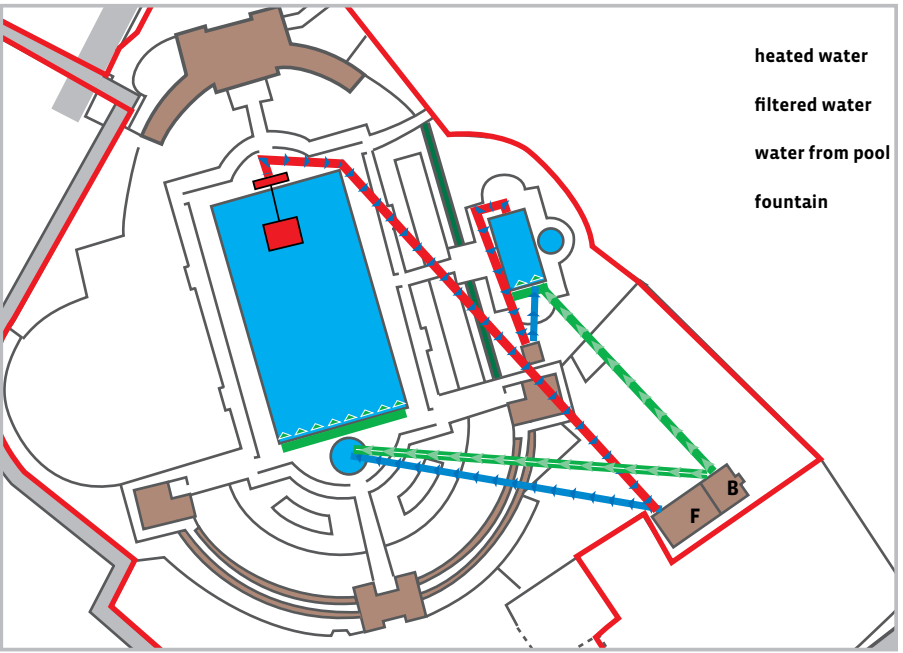 heated water
filtered water
water from pool
fountain
B
F